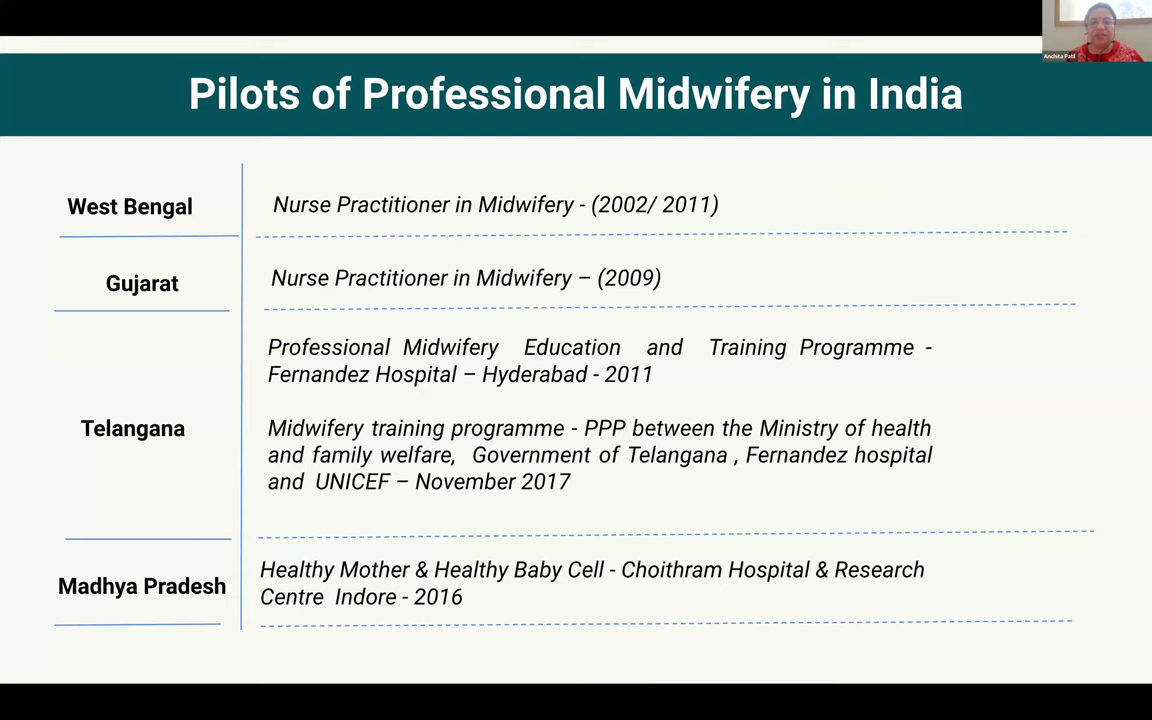 Anchita Patil
Pilots of Professional Midwifery in India
West Bengal
Nurse Practitioner in Midwifery - (2002/ 2011)
Gujarat
Nurse Practitioner in Midwifery – (2009)
Telangana
Professional Midwifery Education and Training Programme -
Fernandez Hospital – Hyderabad - 2011
Midwifery training programme - PPP between the Ministry of health
and family welfare, Government of Telangana , Fernandez hospital
and UNICEF – November 2017
Madhya Pradesh
Healthy Mother & Healthy Baby Cell - Choithram Hospital & Research
Centre Indore - 2016